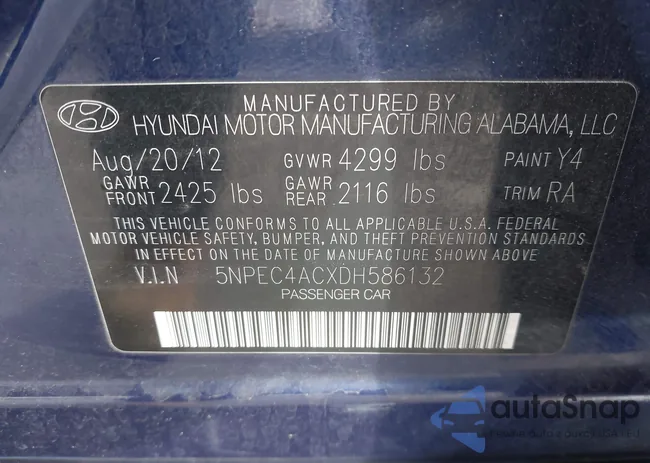 MANUFACTURED BY
HYUNDAI MOTOR MANUFACTURING ALABAMA, LLC
Aug/20/12 GVWR 4299 lbs PAINT Y4
GAWR FRONT 2425 lbs GAWR REAR 2116 lbs TRIM RA
THIS VEHICLE CONFORMS TO ALL APPLICABLE U.S.A. FEDERAL
MOTOR VEHICLE SAFETY, BUMPER, AND THEFT PREVENTION STANDARDS
IN EFFECT ON THE DATE OF MANUFACTURE SHOWN ABOVE
V.I.N 5NPEC4ACXDH586132
PASSENGER CAR
autoSnap